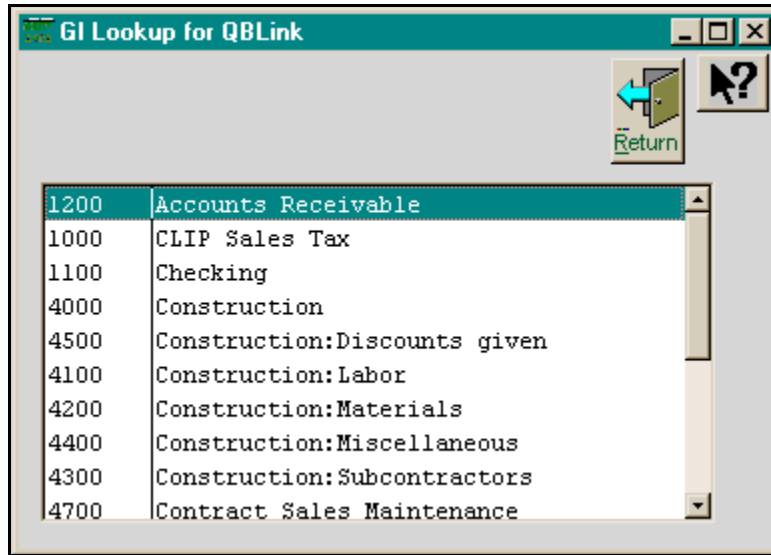 GI Lookup for QBLink
?
Return
1200 Accounts Receivable
1000 CLIP Sales Tax
1100 Checking
4000 Construction
4500 Construction:Discounts given
4100 Construction:Labor
4200 Construction:Materials
4400 Construction:Miscellaneous
4300 Construction:Subcontractors
4700 Contract Sales Maintenance